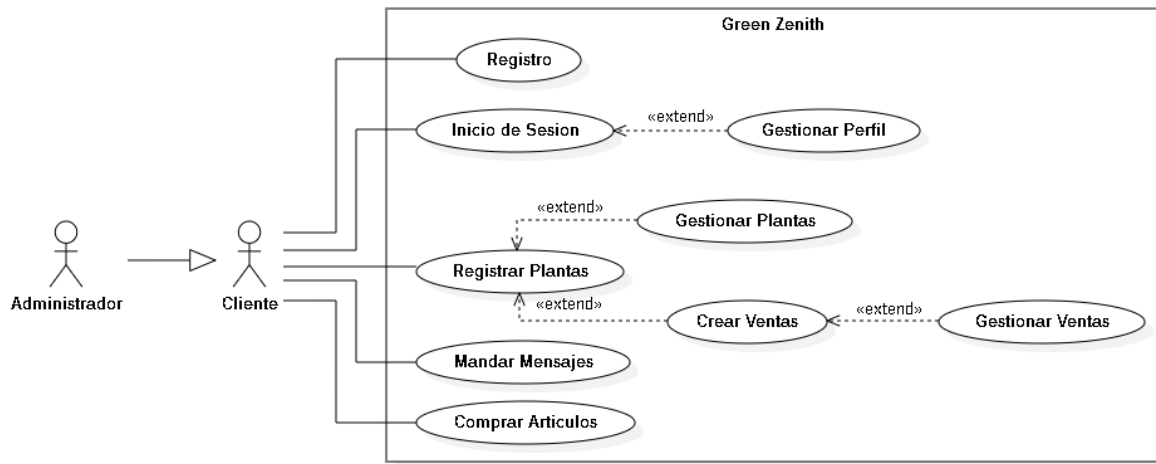 Green Zenith
Registro
Inicio de Sesion
«extend»
Gestionar Perfil
«extend»
Gestionar Plantas
Registrar Plantas
Administrador
Cliente
«extend»
Crear Ventas
«extend»
Gestionar Ventas
Mandar Mensajes
Comprar Articulos